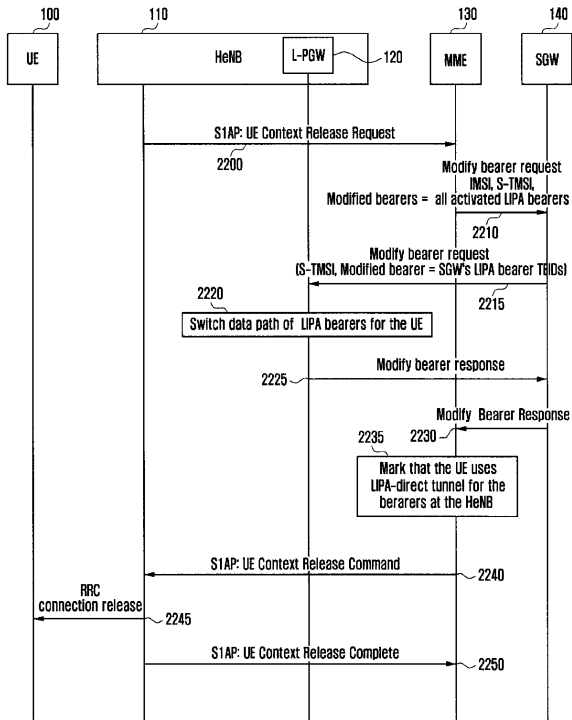 100
110
130
140
UE
HeNB
L-PGW
120
MME
SGW
S1AP: UE Context Release Request
2200
Modify bearer request
IMSI, S-TMSI,
Modified bearers = all activated LIPA bearers
2210
Modify bearer request
(S-TMSI, Modified bearer = SGW's LIPA bearer TEIDs)
2215
2220
Switch data path of LIPA bearers for the UE
Modify bearer response
2225
Modify Bearer Response
2230
2235
Mark that the UE uses
LIPA-direct tunnel for the
berarers at the HeNB
S1AP: UE Context Release Command
2240
RRC
connection release
2245
S1AP: UE Context Release Complete
2250